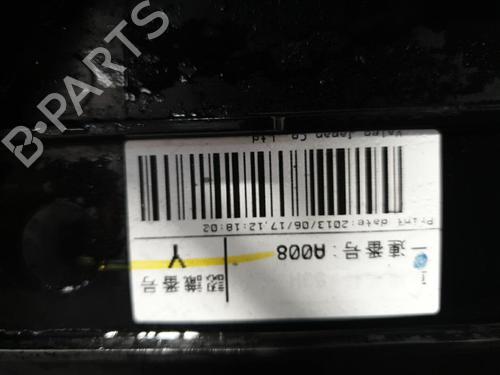 認識番号
Y
一連番号:A008
Print date:2013/06/17,12:18:02
Valeo Japan Co. Ltd
B-PARTS